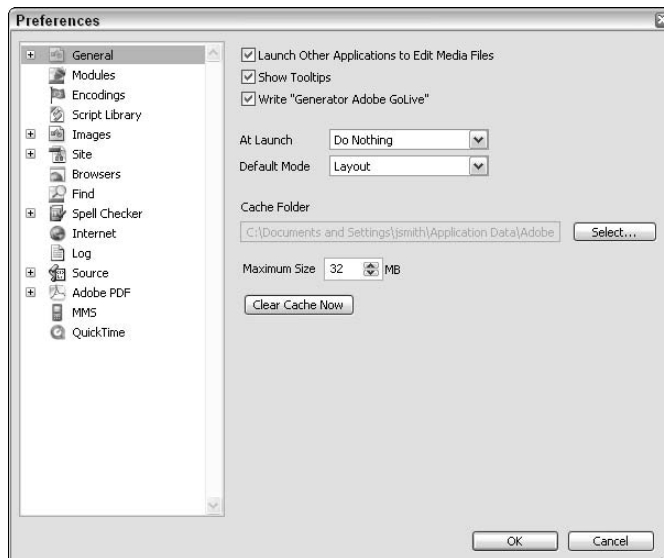 Preferences
General
Modules
Encodings
Script Library
Images
Site
Browsers
Find
Spell Checker
Internet
Log
Source
Adobe PDF
MMS
QuickTime
Launch Other Applications to Edit Media Files
Show Tooltips
Write "Generator Adobe GoLive"
At Launch Do Nothing
Default Mode Layout
Cache Folder
C:\Documents and Settings\jsmith\Application Data\Adobe Select...
Maximum Size 32 MB
Clear Cache Now
OK Cancel